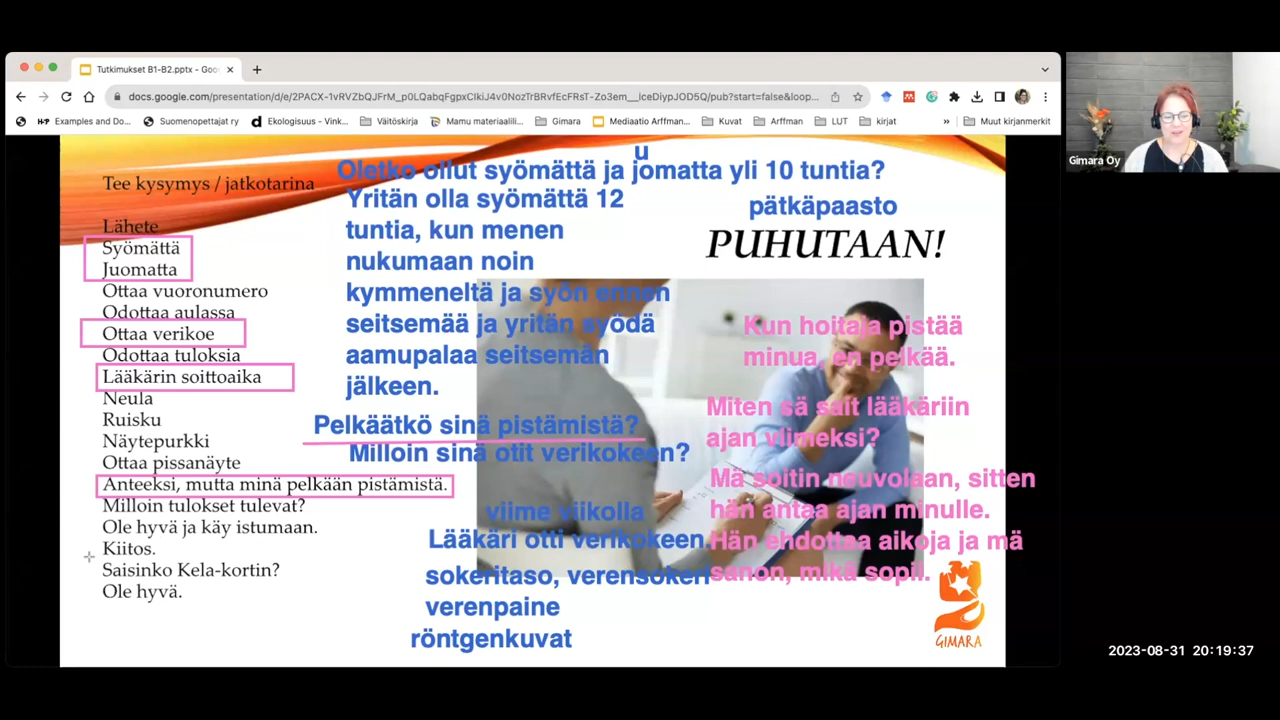 Tutkimukset B1-B2.pptx - Goo
docs.google.com/presentation/d/e/2PACX-1vRVZbQJFrM_p0LQabqFgpxCIkiJ4v0NozTrBRvfEcFRsT-Zo3em__iceDiypJOD5Q/pub?start=false&loop...
H•P Examples and Do...
Suomenopettajat ry
Ekologisuus - Vink...
Väitöskirja
Mamu materiaalili...
Gimara
Mediaatio Arffman...
Kuvat
Arffman
LUT
kirjat
»
Muut kirjanmerkit
Gimara Oy
Tee kysymys / jatkotarina
Lähete
Syömättä
Juomatta
Ottaa vuoronumero
Odottaa aulassa
Ottaa verikoe
Odottaa tuloksia
Lääkärin soittoaika
Neula
Ruisku
Näytepurkki
Ottaa pissanäyte
Anteeksi, mutta minä pelkään pistämistä.
Milloin tulokset tulevat?
Ole hyvä ja käy istumaan.
Kiitos.
Saisinko Kela-kortin?
Ole hyvä.
u
Oletko ollut syömättä ja jomatta yli 10 tuntia?
Yritän olla syömättä 12
tuntia, kun menen
nukumaan noin
kymmeneltä ja syön ennen
seitsemää ja yritän syödä
aamupalaa seitsemän
jälkeen.
Pelkäätkö sinä pistämistä?
Milloin sinä otit verikokeen?
viime viikolla
Lääkäri otti verikokeen.
sokeritaso, verensokeri
verenpaine
röntgenkuvat
pätkäpaasto
PUHUTAAN!
Kun hoitaja pistää
minua, en pelkää.
Miten sä sait lääkäriin
ajan viimeksi?
Mä soitin neuvolaan, sitten
hän antaa ajan minulle.
Hän ehdottaa aikoja ja mä
sanon, mikä sopii.
GIMARA
2023-08-31 20:19:37